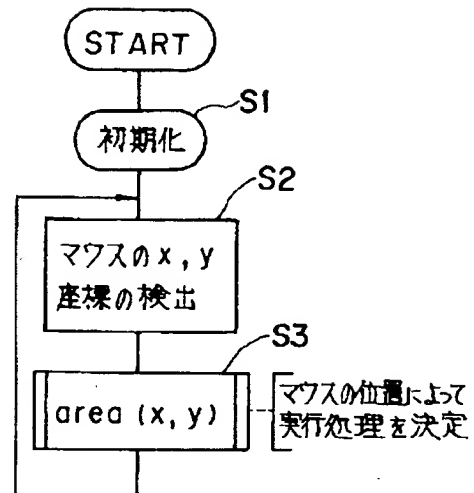 START
S1
初期化
S2
マウスのx,y
座標の検出
S3
area (x, y)
マウスの位置によって
実行処理を決定